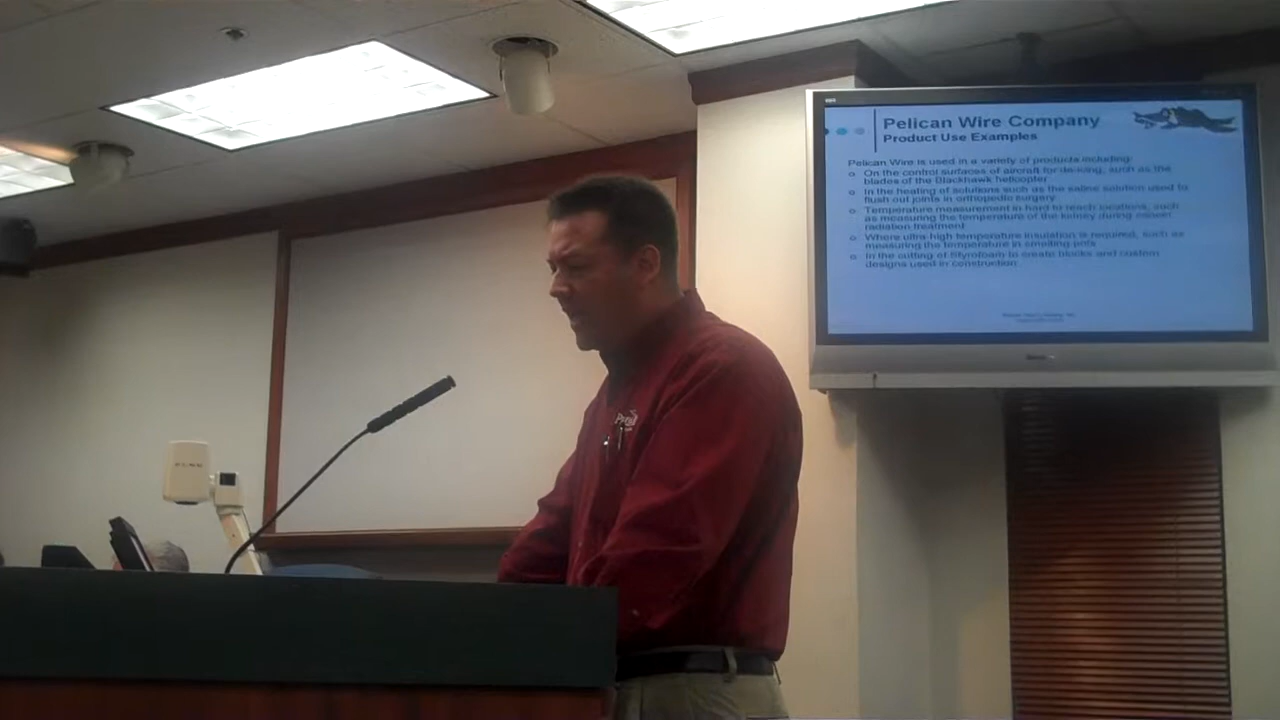 Pelican Wire Company
Product Use Examples
Pelican Wire is used in a variety of products including:
o On the control surfaces of aircraft for de-icing, such as the
blades of the Blackhawk helicopter
o In the heating of solutions such as the saline solution used to
flush out joints in orthopedic surgery
o Temperature measurement in hard to reach locations, such
as measuring the temperature of the kidney during cancer
radiation treatment
o Where ultra-high temperature insulation is required, such as
measuring the temperature in smelting pots
o In the cutting of Styrofoam to create blocks and custom
designs used in construction